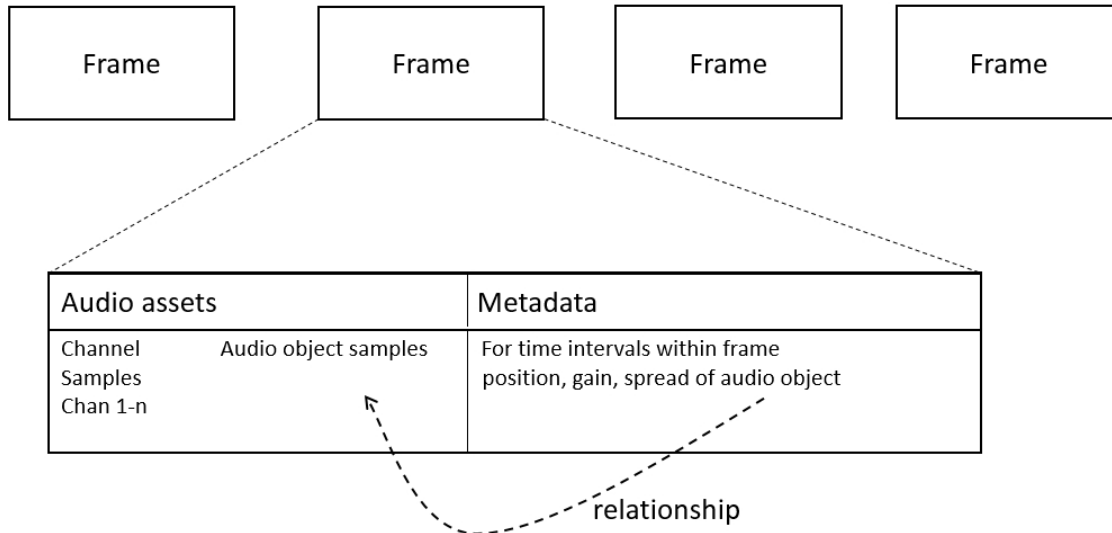 Frame Frame Frame Frame
Audio assets Metadata
Channel Audio object samples For time intervals within frame
Samples position, gain, spread of audio object
Chan 1-n
relationship